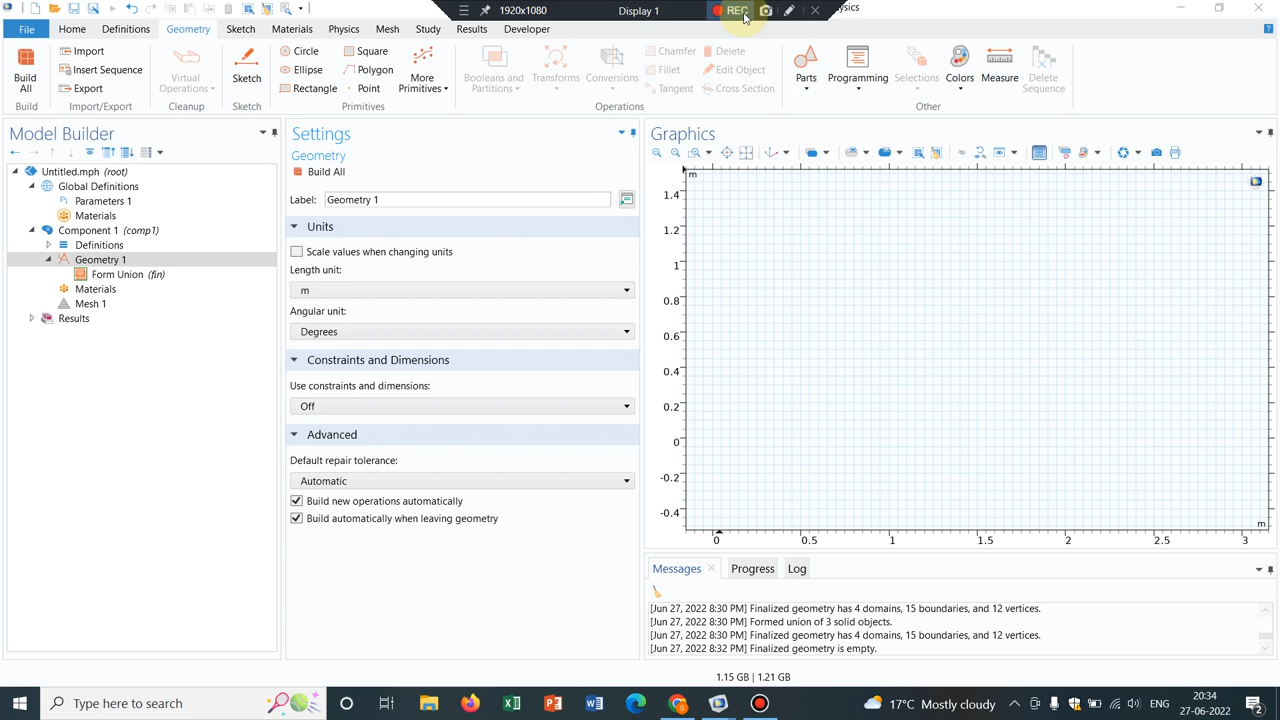 1920x1080
Display 1
REC
ysics
File
Home
Definitions
Geometry
Sketch
Materials
Physics
Mesh
Study
Results
Developer
Build All
Import
Insert Sequence
Export
Virtual Operations
Sketch
Circle
Square
Ellipse
Polygon
Rectangle
Point
More Primitives
Booleans and Partitions
Transforms
Conversions
Chamfer
Fillet
Tangent
Delete
Edit Object
Cross Section
Parts
Programming
Selections
Colors
Measure
Delete Sequence
Build
Import/Export
Cleanup
Sketch
Primitives
Operations
Other
Model Builder
Untitled.mph (root)
Global Definitions
Pi Parameters 1
Materials
Component 1 (comp1)
Definitions
Geometry 1
Form Union (fin)
Materials
Mesh 1
Results
Settings
Geometry
Build All
Label: Geometry 1
Units
Scale values when changing units
Length unit:
m
Angular unit:
Degrees
Constraints and Dimensions
Use constraints and dimensions:
Off
Advanced
Default repair tolerance:
Automatic
Build new operations automatically
Build automatically when leaving geometry
Graphics
m
1.4
1.2
1
0.8
0.6
0.4
0.2
0
-0.2
-0.4
m
0 0.5 1 1.5 2 2.5 3
Messages
Progress
Log
[Jun 27, 2022 8:30 PM] Finalized geometry has 4 domains, 15 boundaries, and 12 vertices.
[Jun 27, 2022 8:30 PM] Formed union of 3 solid objects.
[Jun 27, 2022 8:30 PM] Finalized geometry has 4 domains, 15 boundaries, and 12 vertices.
[Jun 27, 2022 8:32 PM] Finalized geometry is empty.
1.15 GB | 1.21 GB
Type here to search
17°C Mostly cloudy
ENG
20:34
27-06-2022
2